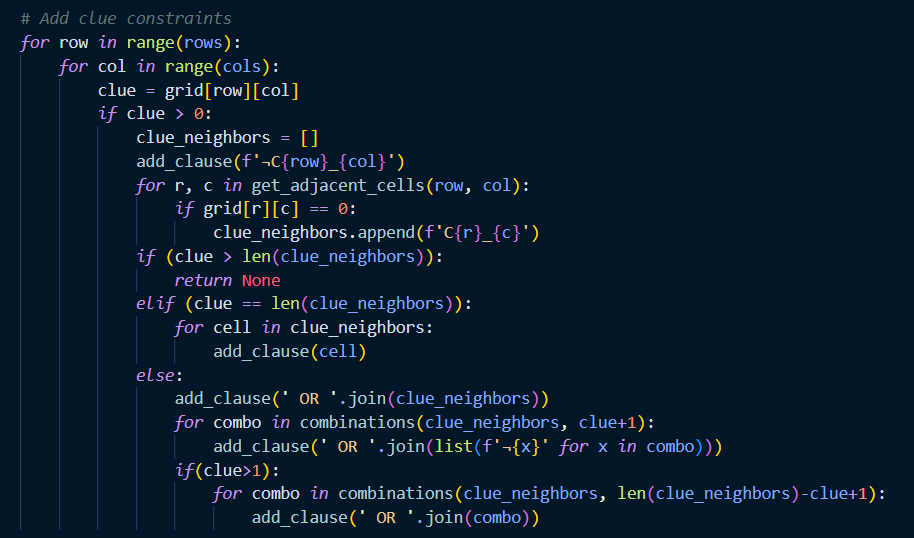 # Add clue constraints
for row in range(rows):
    for col in range(cols):
        clue = grid[row][col]
        if clue > 0:
            clue_neighbors = []
            add_clause(f'¬C{row}_{col}')
            for r, c in get_adjacent_cells(row, col):
                if grid[r][c] == 0:
                    clue_neighbors.append(f'C{r}_{c}')
            if (clue > len(clue_neighbors)):
                return None
            elif (clue == len(clue_neighbors)):
                for cell in clue_neighbors:
                    add_clause(cell)
            else:
                add_clause(' OR '.join(clue_neighbors))
                for combo in combinations(clue_neighbors, clue+1):
                    add_clause(' OR '.join(list(f'¬{x}' for x in combo)))
                if(clue>1):
                    for combo in combinations(clue_neighbors, len(clue_neighbors)-clue+1):
                        add_clause(' OR '.join(combo))